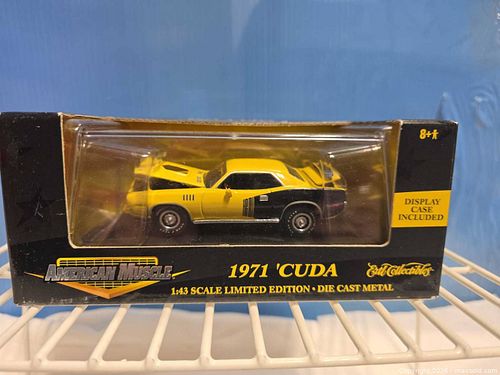 8+
DISPLAY
CASE
INCLUDED
AMERICAN MUSCLE
1971 'CUDA
Ertl Collectibles
1:43 SCALE LIMITED EDITION • DIE CAST METAL